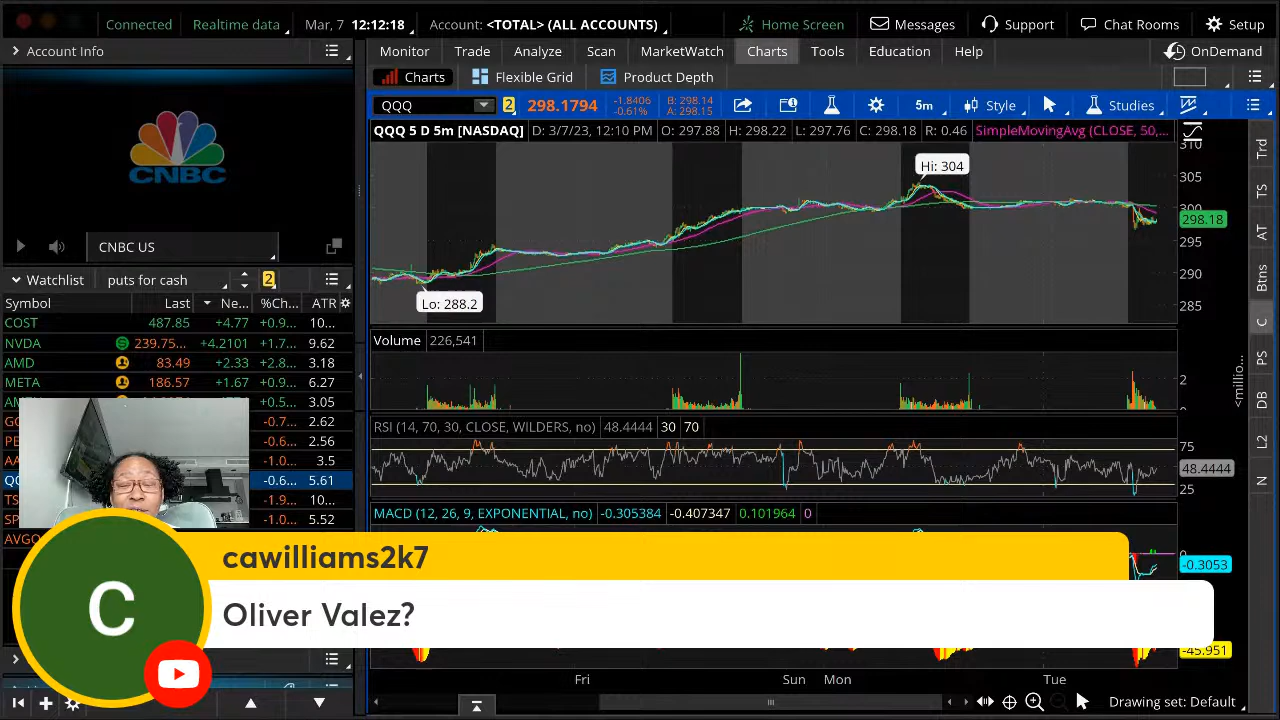 Connected Realtime data Mar, 7 12:12:18 Account: <TOTAL> (ALL ACCOUNTS) Home Screen Messages Support Chat Rooms Setup
Account Info
Monitor Trade Analyze Scan MarketWatch Charts Tools Education Help OnDemand
Charts Flexible Grid Product Depth
QQQ 2 298.1794 -1.8406 -0.61% B: 298.14 A: 298.15 5m Style Studies
QQQ 5 D 5m [NASDAQ] D: 3/7/23, 12:10 PM O: 297.88 H: 298.22 L: 297.76 C: 298.18 R: 0.46 SimpleMovingAvg (CLOSE, 50,...
CNBC
CNBC US
Watchlist puts for cash 2
Symbol Last Ne... %Ch... ATR
COST 487.85 +4.77 +0.9... 10...
NVDA 239.75... +4.2101 +1.7... 9.62
AMD 83.49 +2.33 +2.8... 3.18
META 186.57 +1.67 +0.9... 6.27
+0.5... 3.05
-0.7... 2.62
-0.6... 2.56
-1.0... 3.5
-0.6... 5.61
-1.9... 10...
-1.0... 5.52
AVGO
Hi: 304
Lo: 288.2
310
305
300
298.18
295
290
285
Volume 226,541
2
0
<millio...
RSI (14, 70, 30, CLOSE, WILDERS, no) 48.4444 30 70
75
48.4444
25
MACD (12, 26, 9, EXPONENTIAL, no) -0.305384 -0.407347 0.101964 0
0
-0.3053
-45.951
Trd
TS
AT
Btns
C
PS
DB
L2
N
cawilliams2k7
C
Oliver Valez?
Fri Sun Mon Tue
Drawing set: Default